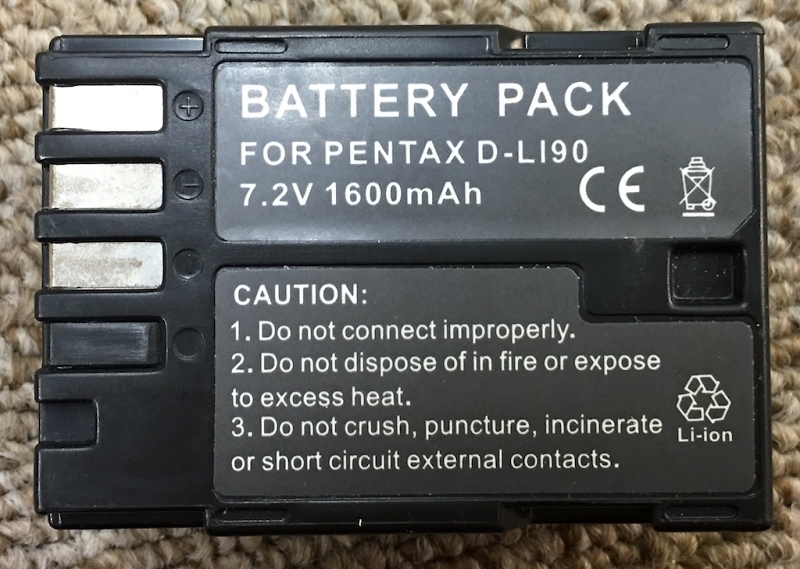 BATTERY PACK
FOR PENTAX D-LI90
7.2V 1600mAh
CE
CAUTION:
1. Do not connect improperly.
2. Do not dispose of in fire or expose
to excess heat.
3. Do not crush, puncture, incinerate
or short circuit external contacts.
Li-ion